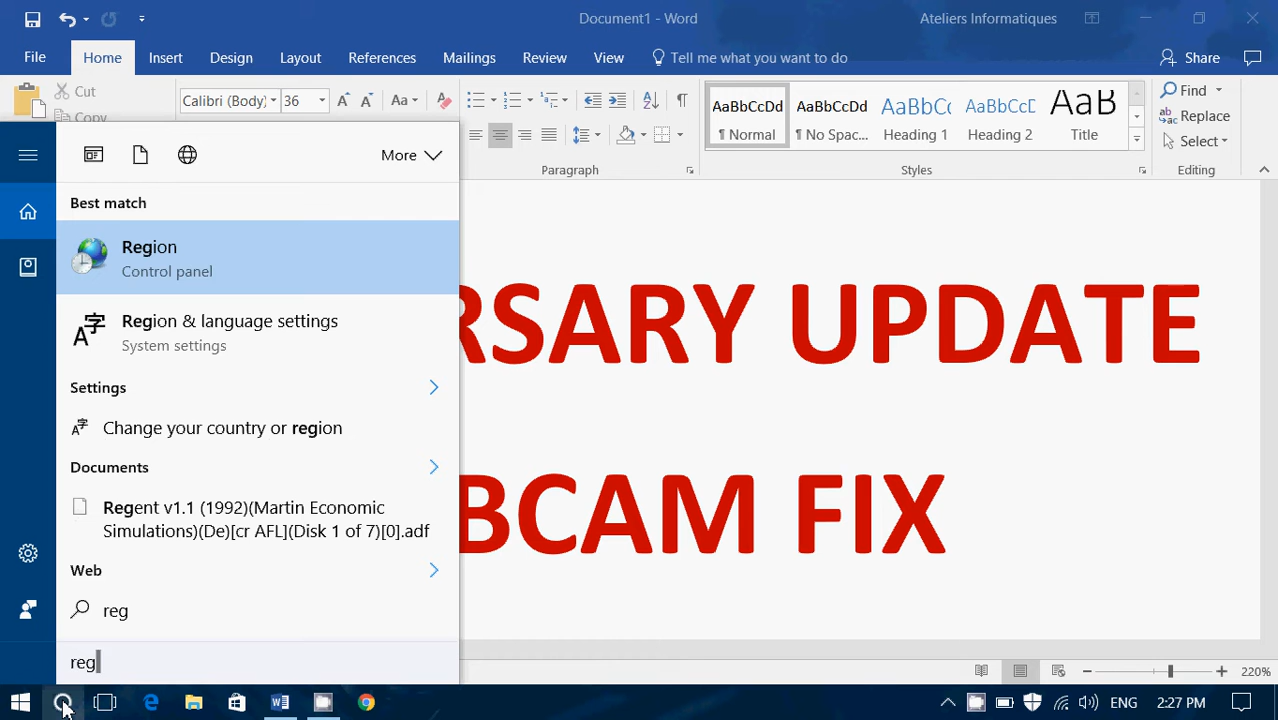 Document1 - Word
Ateliers Informatiques
File
Home
Insert
Design
Layout
References
Mailings
Review
View
Tell me what you want to do
Share
Cut
Copy
Calibri (Body)
36
Aa
Paragraph
AaBbCcDd
¶ Normal
AaBbCcDd
¶ No Spac...
AaBbCc
Heading 1
AaBbCcD
Heading 2
AaB
Title
Styles
Find
Replace
Select
Editing
More
Best match
Region
Control panel
Region & language settings
System settings
Settings
Change your country or region
Documents
Regent v1.1 (1992)(Martin Economic
Simulations)(De)[cr AFL](Disk 1 of 7)[0].adf
Web
reg
reg
RSARY UPDATE
BCAM FIX
220%
ENG
2:27 PM